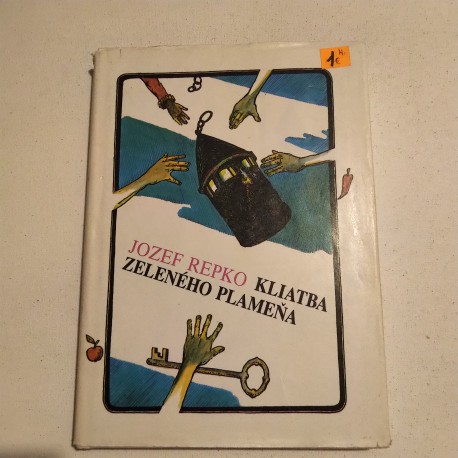 1€
JOZEF REPKO KLIATBA
ZELENÉHO PLAMEŇA